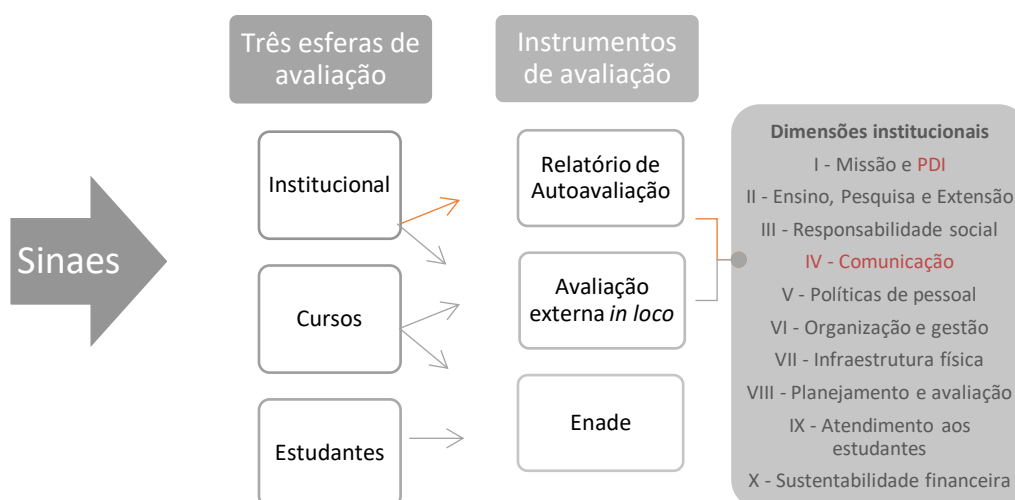 Três esferas de
avaliação
Instrumentos
de avaliação
Sinaes
Institucional
Cursos
Estudantes
Relatório de
Autoavaliação
Avaliação
externa in loco
Enade
Dimensões institucionais
I - Missão e PDI
II - Ensino, Pesquisa e Extensão
III - Responsabilidade social
IV - Comunicação
V - Políticas de pessoal
VI - Organização e gestão
VII - Infraestrutura física
VIII - Planejamento e avaliação
IX - Atendimento aos
estudantes
X - Sustentabilidade financeira